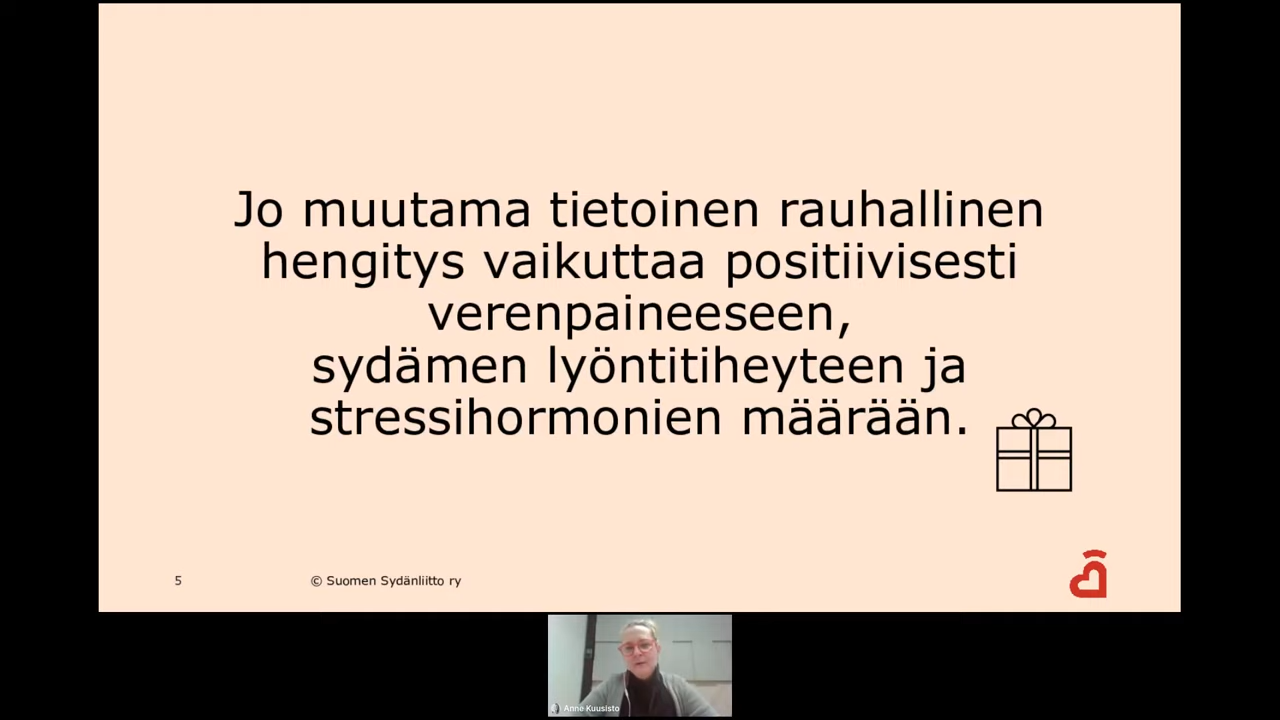 Jo muutama tietoinen rauhallinen
hengitys vaikuttaa positiivisesti
verenpaineeseen,
sydämen lyöntitiheyteen ja
stressihormonien määrään.
5
© Suomen Sydänliitto ry
Anne Kuusisto